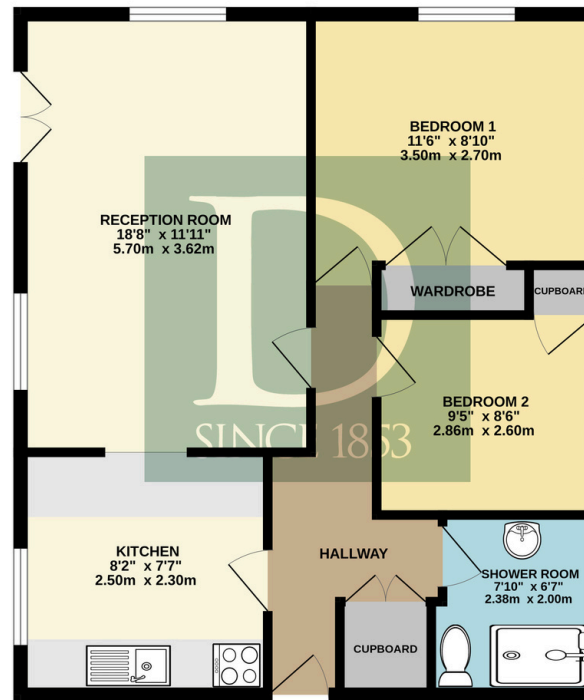 BEDROOM 1
11'6" x 8'10"
3.50m x 2.70m
RECEPTION ROOM
18'8" x 11'11"
5.70m x 3.62m
WARDROBE
CUPBOARD
BEDROOM 2
9'5" x 8'6"
2.86m x 2.60m
D
SINCE 1853
KITCHEN
8'2" x 7'7"
2.50m x 2.30m
HALLWAY
SHOWER ROOM
7'10" x 6'7"
2.38m x 2.00m
CUPBOARD